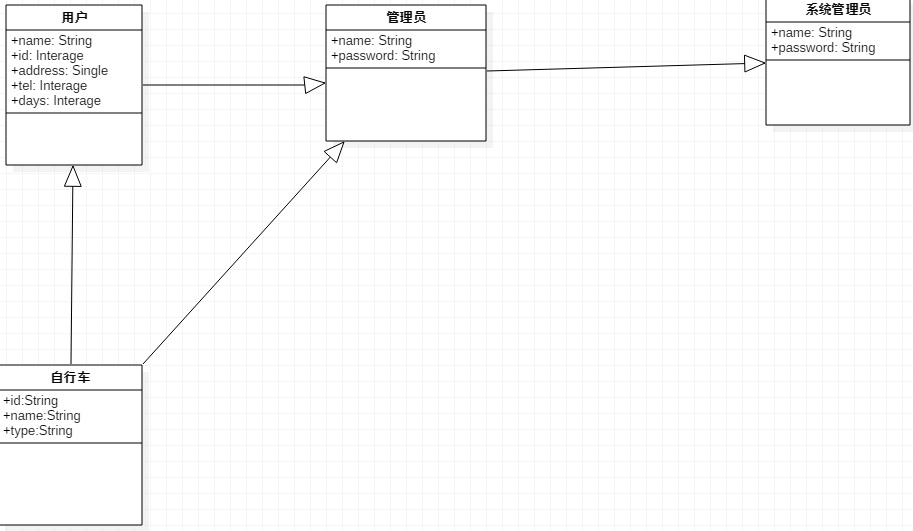 用户
+name: String
+id: Interage
+address: Single
+tel: Interage
+days: Interage
管理员
+name: String
+password: String
系统管理员
+name: String
+password: String
自行车
+id:String
+name:String
+type:String